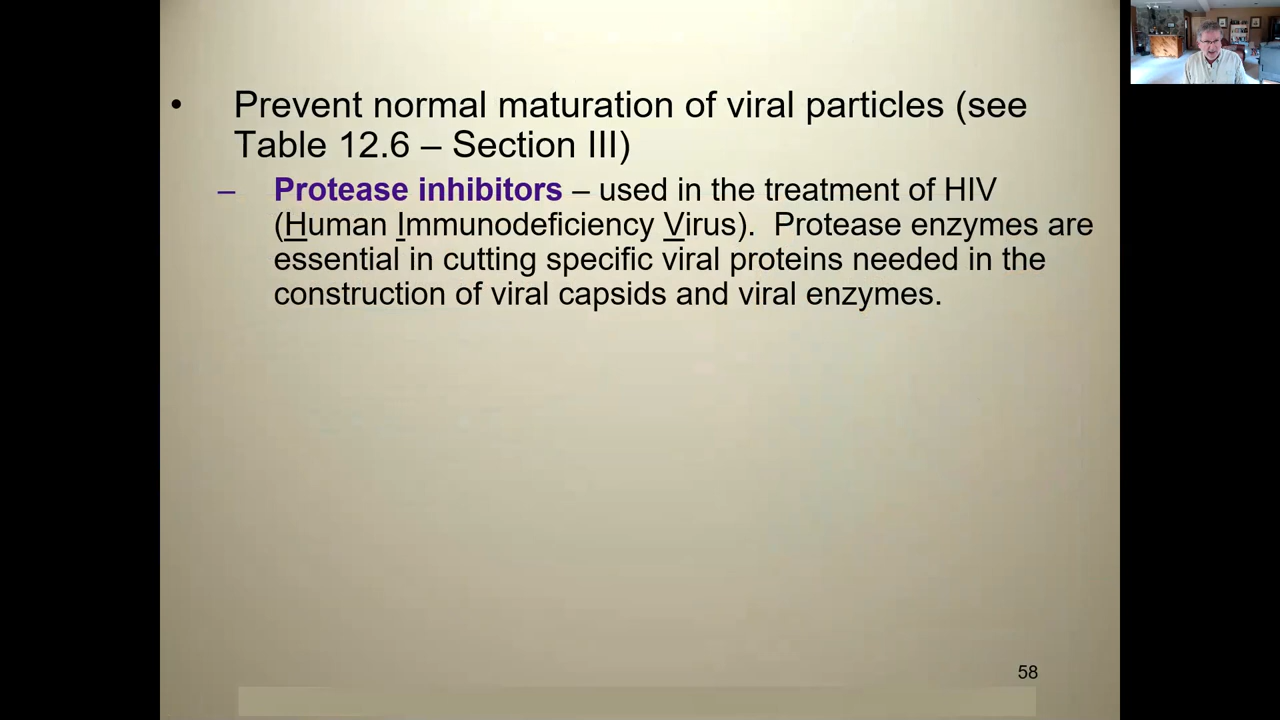 • Prevent normal maturation of viral particles (see
Table 12.6 – Section III)
– Protease inhibitors – used in the treatment of HIV
(Human Immunodeficiency Virus).  Protease enzymes are
essential in cutting specific viral proteins needed in the
construction of viral capsids and viral enzymes.
58